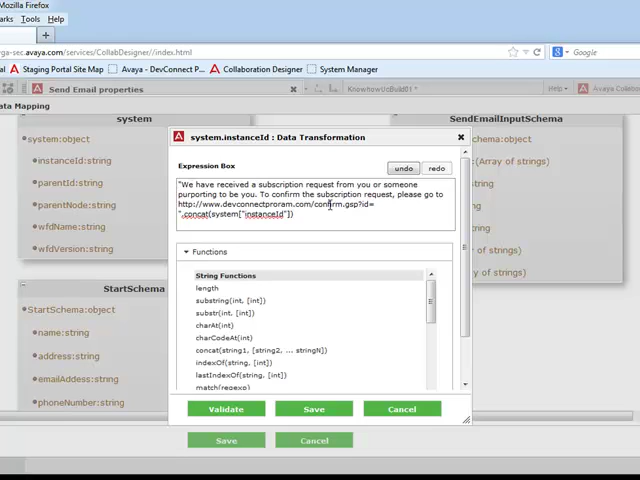 Mozilla Firefox
arks Tools Help
ga-sec.avaya.com/services/CollabDesigner//index.html
Google
Staging Portal Site Map Avaya - DevConnect P... Collaboration Designer System Manager
Send Email properties
KnowhowUcBuild01 *
Help
Avaya Collabo
ata Mapping
system
SendEmailInputSchema
system:object
instanceId:string
parentId:string
parentNode:string
wfdName:string
wfdVersion:string
StartSchema
StartSchema:object
name:string
address:string
emailAddess:string
phoneNumber:string
chema:object
(Array of strings)
of strings)
y of strings)
system.instanceId : Data Transformation
Expression Box
undo
redo
"We have received a subscription request from you or someone
purporting to be you. To confirm the subscription request, please go to
http://www.devconnectproram.com/confirm.gsp?id=
".concat(system["instanceId"])
Functions
String Functions
length
substring(int, [int])
substr(int, [int])
charAt(int)
charCodeAt(int)
concat(string1, [string2, ... stringN])
indexOf(string, [int])
lastIndexOf(string, [int])
match(regexp)
Validate
Save
Cancel
Save
Cancel